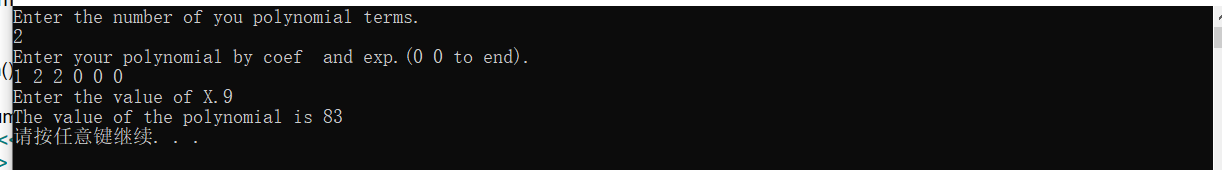 Enter the number of you polynomial terms.
2
Enter your polynomial by coef  and exp.(0 0 to end).
1 2 2 0 0 0
Enter the value of X.9
The value of the polynomial is 83
请按任意键继续. . .